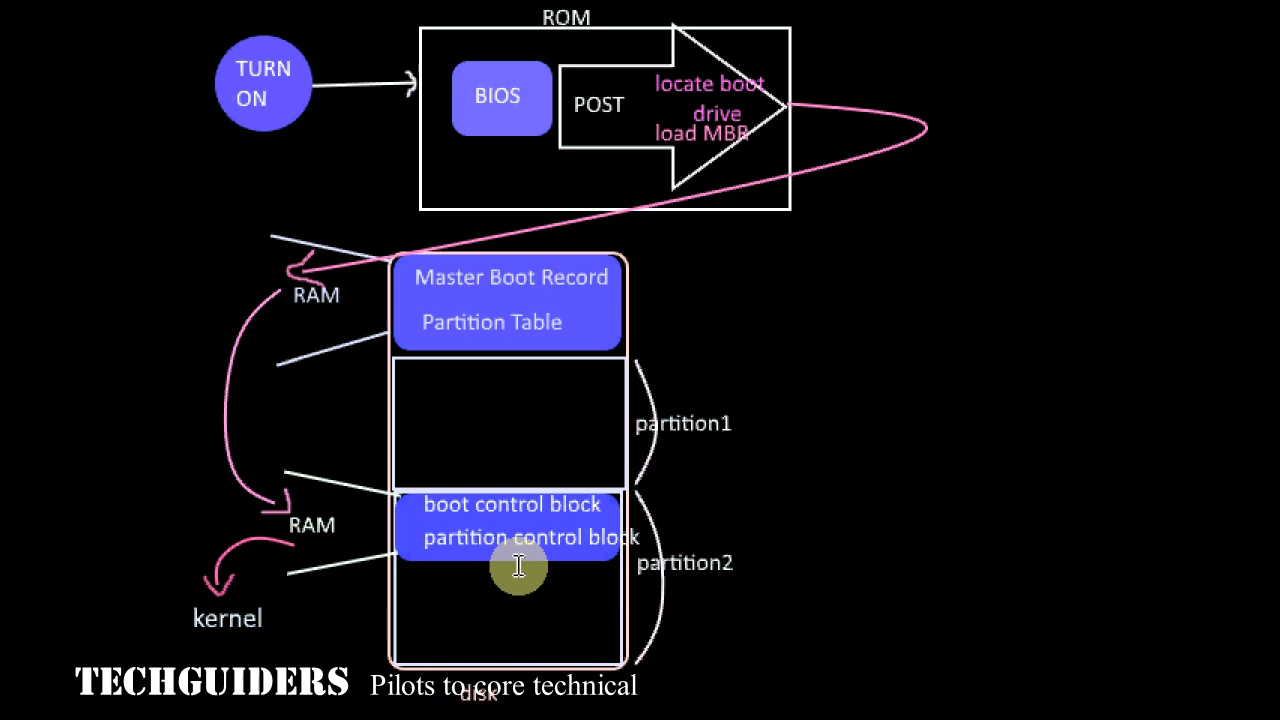 ROM
TURN
ON
BIOS
POST
locate boot
drive
load MBR
Master Boot Record
RAM
Partition Table
partition1
boot control block
RAM
partition control block
partition2
kernel
TECHGUIDERS
Pilots to core technical
disk